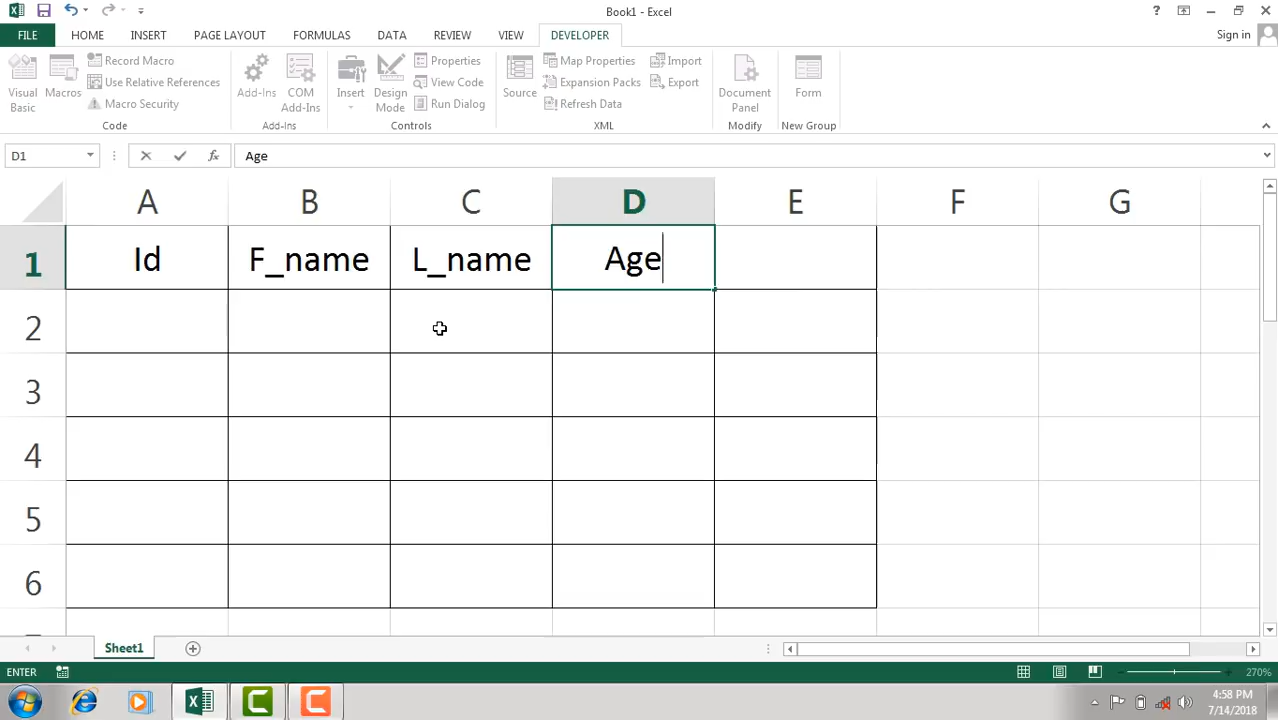 Book1 - Excel
?
FILE HOME INSERT PAGE LAYOUT FORMULAS DATA REVIEW VIEW DEVELOPER Sign in
Visual Basic
Macros
Record Macro
Use Relative References
Macro Security
Code
Add-Ins
COM Add-Ins
Add-Ins
Insert
Design Mode
Properties
View Code
Run Dialog
Controls
Source
Map Properties
Expansion Packs
Refresh Data
Import
Export
XML
Document Panel
Modify
Form
New Group
D1 fx Age
A B C D E F G
1 Id F_name L_name Age
2
3
4
5
6
Sheet1
ENTER 270%
4:58 PM
7/14/2018